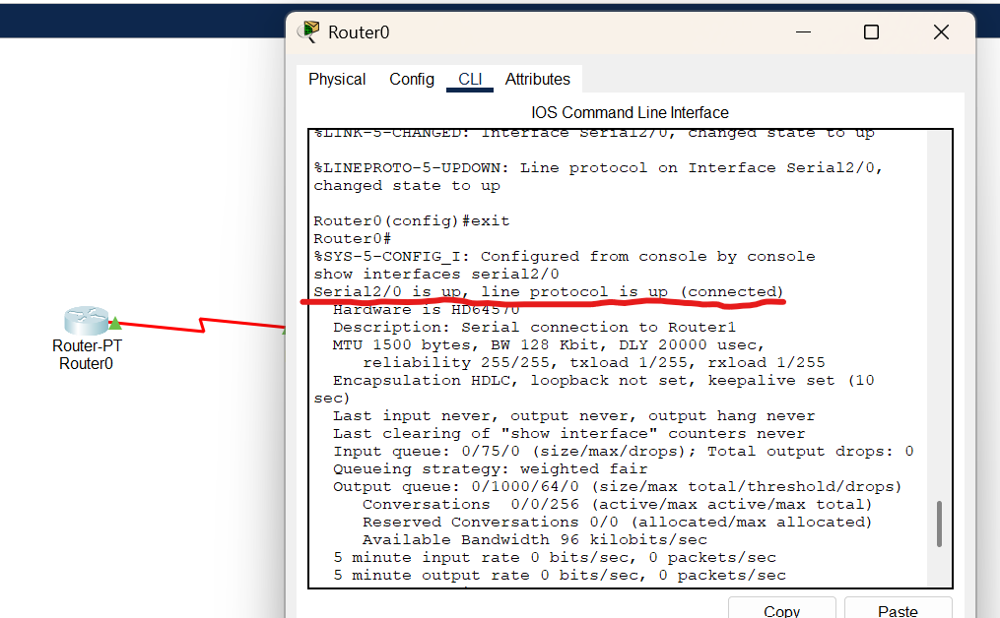 Router0
Physical Config CLI Attributes
IOS Command Line Interface
%LINK-5-CHANGED: Interface Serial2/0, changed state to up
%LINEPROTO-5-UPDOWN: Line protocol on Interface Serial2/0,
changed state to up
Router0(config)#exit
Router0#
%SYS-5-CONFIG_I: Configured from console by console
show interfaces serial2/0
Serial2/0 is up, line protocol is up (connected)
Hardware is HD64570
Description: Serial connection to Router1
MTU 1500 bytes, BW 128 Kbit, DLY 20000 usec,
reliability 255/255, txload 1/255, rxload 1/255
Encapsulation HDLC, loopback not set, keepalive set (10
sec)
Last input never, output never, output hang never
Last clearing of "show interface" counters never
Input queue: 0/75/0 (size/max/drops); Total output drops: 0
Queueing strategy: weighted fair
Output queue: 0/1000/64/0 (size/max total/threshold/drops)
Conversations 0/0/256 (active/max active/max total)
Reserved Conversations 0/0 (allocated/max allocated)
Available Bandwidth 96 kilobits/sec
5 minute input rate 0 bits/sec, 0 packets/sec
5 minute output rate 0 bits/sec, 0 packets/sec
Copy Paste
Router-PT
Router0